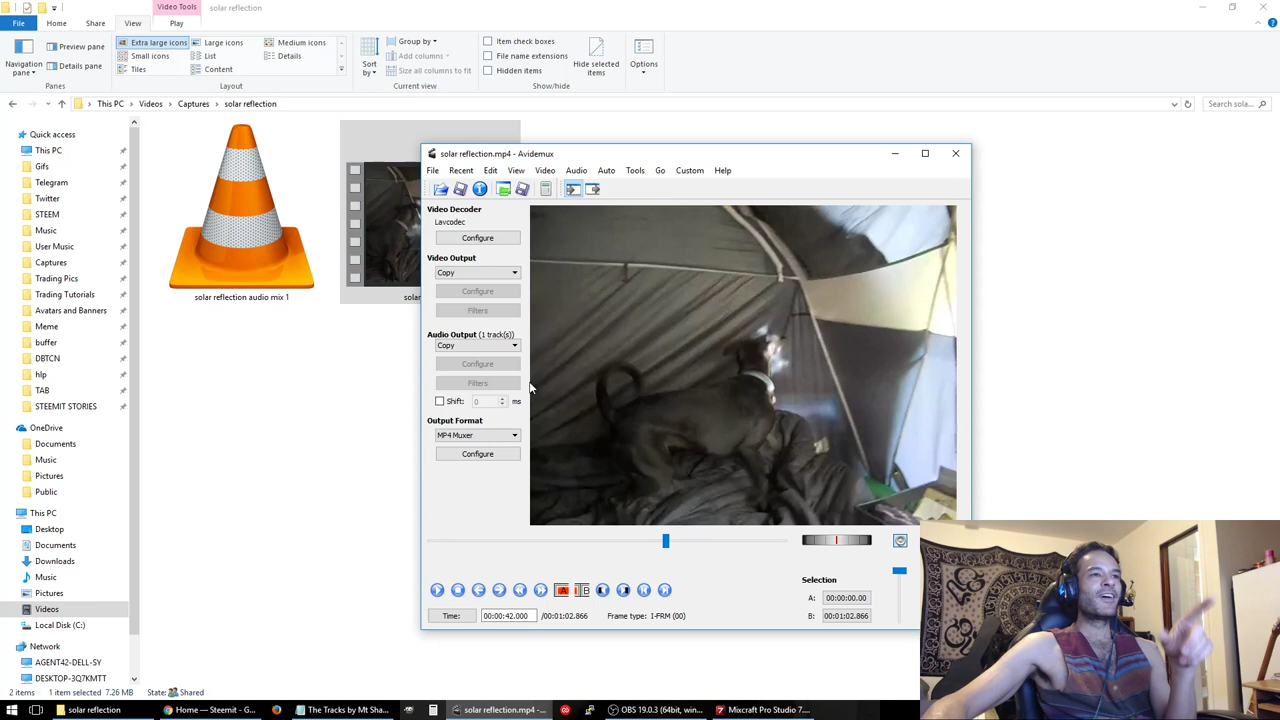 Video Tools
solar reflection
File
Home
Share
View
Play
Navigation pane
Preview pane
Details pane
Panes
Extra large icons
Large icons
Medium icons
Small icons
List
Details
Tiles
Content
Layout
Sort by
Group by
Add columns
Size all columns to fit
Current view
Item check boxes
File name extensions
Hidden items
Hide selected items
Show/hide
Options
This PC > Videos > Captures > solar reflection
Search sola...
Quick access
This PC
Gifs
Telegram
Twitter
STEEM
Music
User Music
Captures
Trading Pics
Trading Tutorials
Avatars and Banners
Meme
buffer
DBTCN
hlp
TAB
STEEMIT STORIES
OneDrive
Documents
Music
Pictures
Public
This PC
Desktop
Documents
Downloads
Music
Pictures
Videos
Local Disk (C:)
Network
AGENT42-DELL-SY
DESKTOP-3Q7KMTT
solar reflection audio mix 1
solar
solar reflection.mp4 - Avidemux
File Recent Edit View Video Audio Auto Tools Go Custom Help
Video Decoder
Lavcodec
Configure
Video Output
Copy
Configure
Filters
Audio Output (1 track(s))
Copy
Configure
Filters
Shift: 0 ms
Output Format
MP4 Muxer
Configure
A
B
Selection
A: 00:00:00.00
B: 00:01:02.866
Time: 00:00:42.000 /00:01:02.866 Frame type: I-FRM (00)
2 items 1 item selected 7.26 MB State: Shared
solar reflection
Home — Steemit - G...
The Tracks by Mt Sha...
solar reflection.mp4 -...
OBS 19.0.3 (64bit, win...
Mixcraft Pro Studio 7....